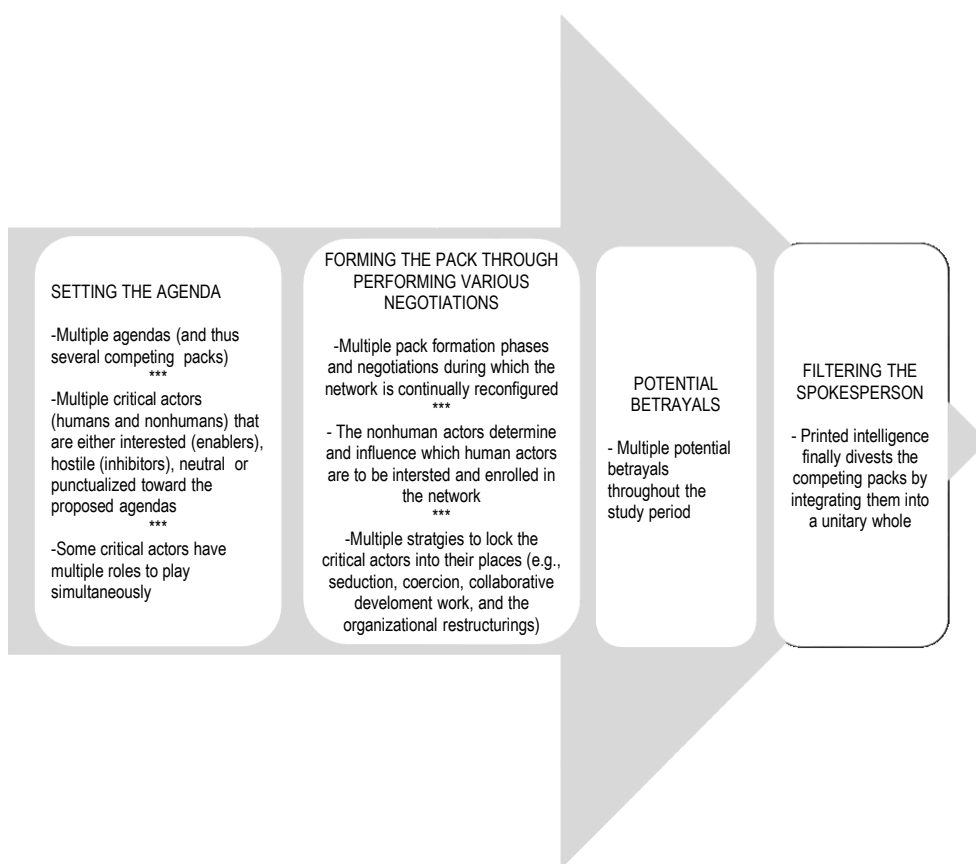 SETTING THE AGENDA
-Multiple agendas (and thus
several competing packs)
***
-Multiple critical actors
(humans and nonhumans) that
are either interested (enablers),
hostile (inhibitors), neutral or
punctualized toward the
proposed agendas
***
-Some critical actors have
multiple roles to play
simultaneously
FORMING THE PACK THROUGH
PERFORMING VARIOUS
NEGOTIATIONS
-Multiple pack formation phases
and negotiations during which the
network is continually reconfigured
***
- The nonhuman actors determine
and influence which human actors
are to be intersted and enrolled in
the network
***
-Multiple stratgies to lock the
critical actors into their places (e.g.,
seduction, coercion, collaborative
develoment work, and the
organizational restructurings)
POTENTIAL
BETRAYALS
- Multiple potential
betrayals
throughout the
study period
FILTERING THE
SPOKESPERSON
- Printed intelligence
finally divests the
competing packs by
integrating them into
a unitary whole